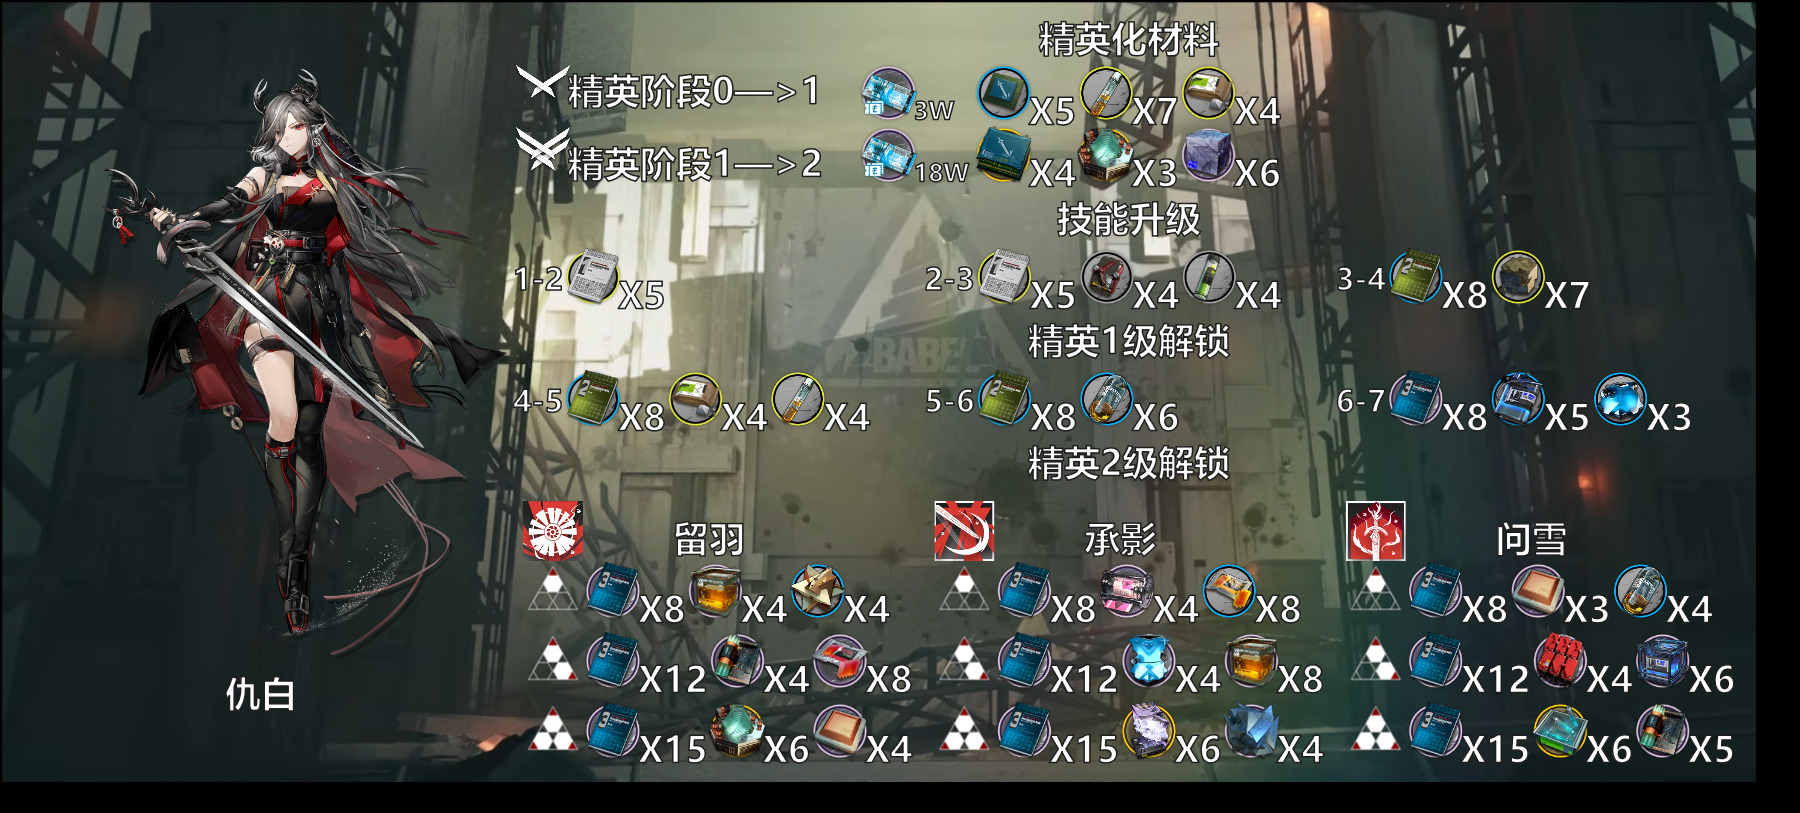 精英化材料
精英阶段0—>1 3W X5 X7 X4
精英阶段1—>2 18W X4 X3 X6
技能升级
1-2 X5 2-3 X5 X4 X4 3-4 X8 X7
BABEL
精英1级解锁
4-5 X8 X4 X4 5-6 X8 X6 6-7 X8 X5 X3
精英2级解锁
留羽 承影 问雪
X8 X4 X4 X8 X4 X8 X8 X3 X4
X12 X4 X8 X12 X4 X8 X12 X4 X6
仇白
X15 X6 X4 X15 X6 X4 X15 X6 X5